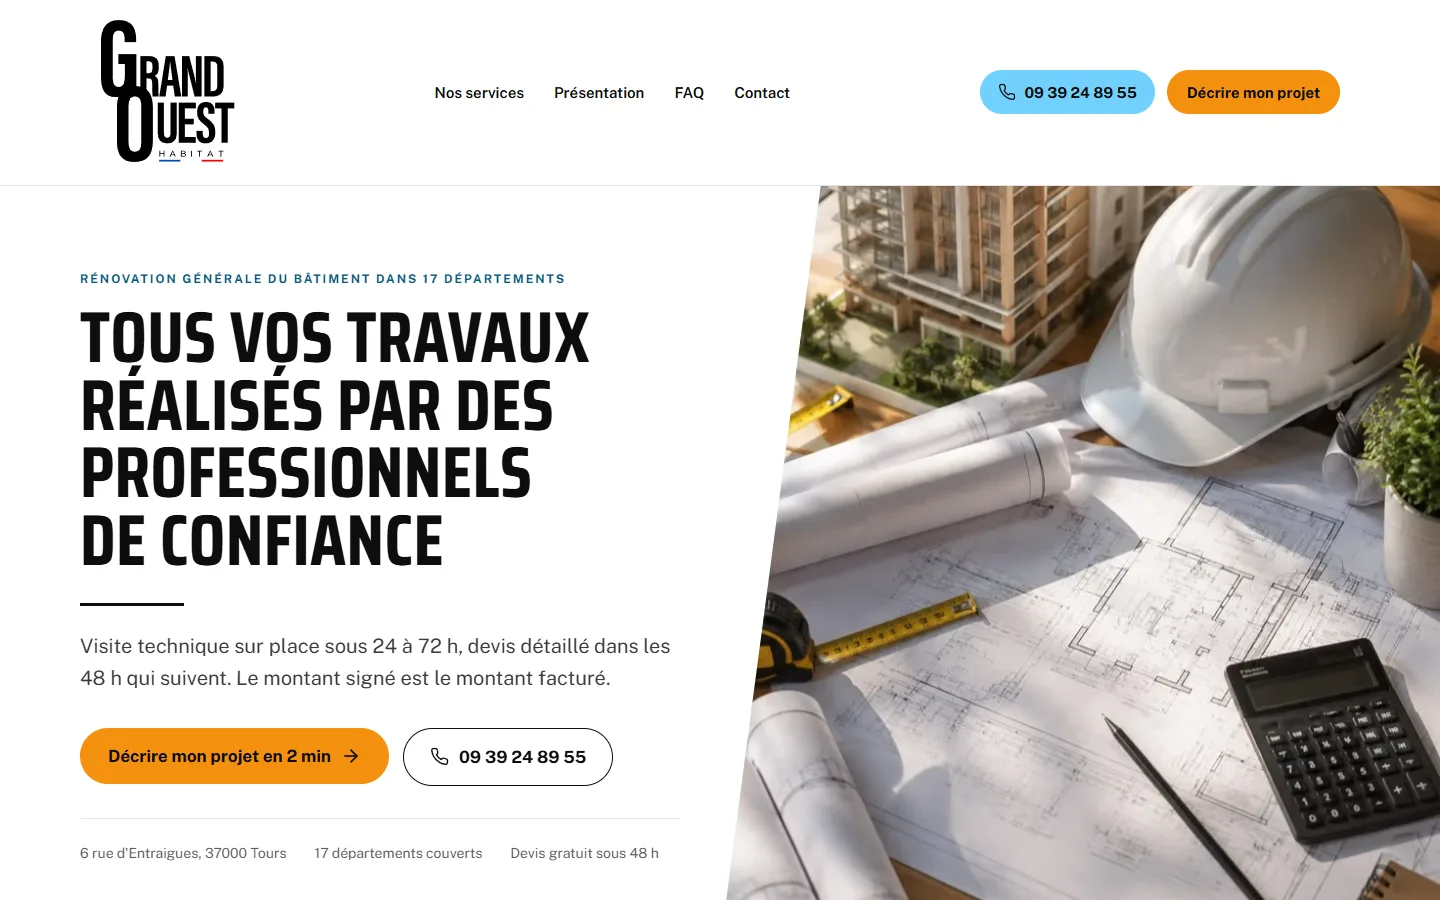 GRAND
OUEST
HABITAT
Nos services
Présentation
FAQ
Contact
09 39 24 89 55
Décrire mon projet
RÉNOVATION GÉNÉRALE DU BÂTIMENT DANS 17 DÉPARTEMENTS
TOUS VOS TRAVAUX
RÉALISÉS PAR DES
PROFESSIONNELS
DE CONFIANCE
Visite technique sur place sous 24 à 72 h, devis détaillé dans les
48 h qui suivent. Le montant signé est le montant facturé.
Décrire mon projet en 2 min
09 39 24 89 55
6 rue d'Entraigues, 37000 Tours
17 départements couverts
Devis gratuit sous 48 h